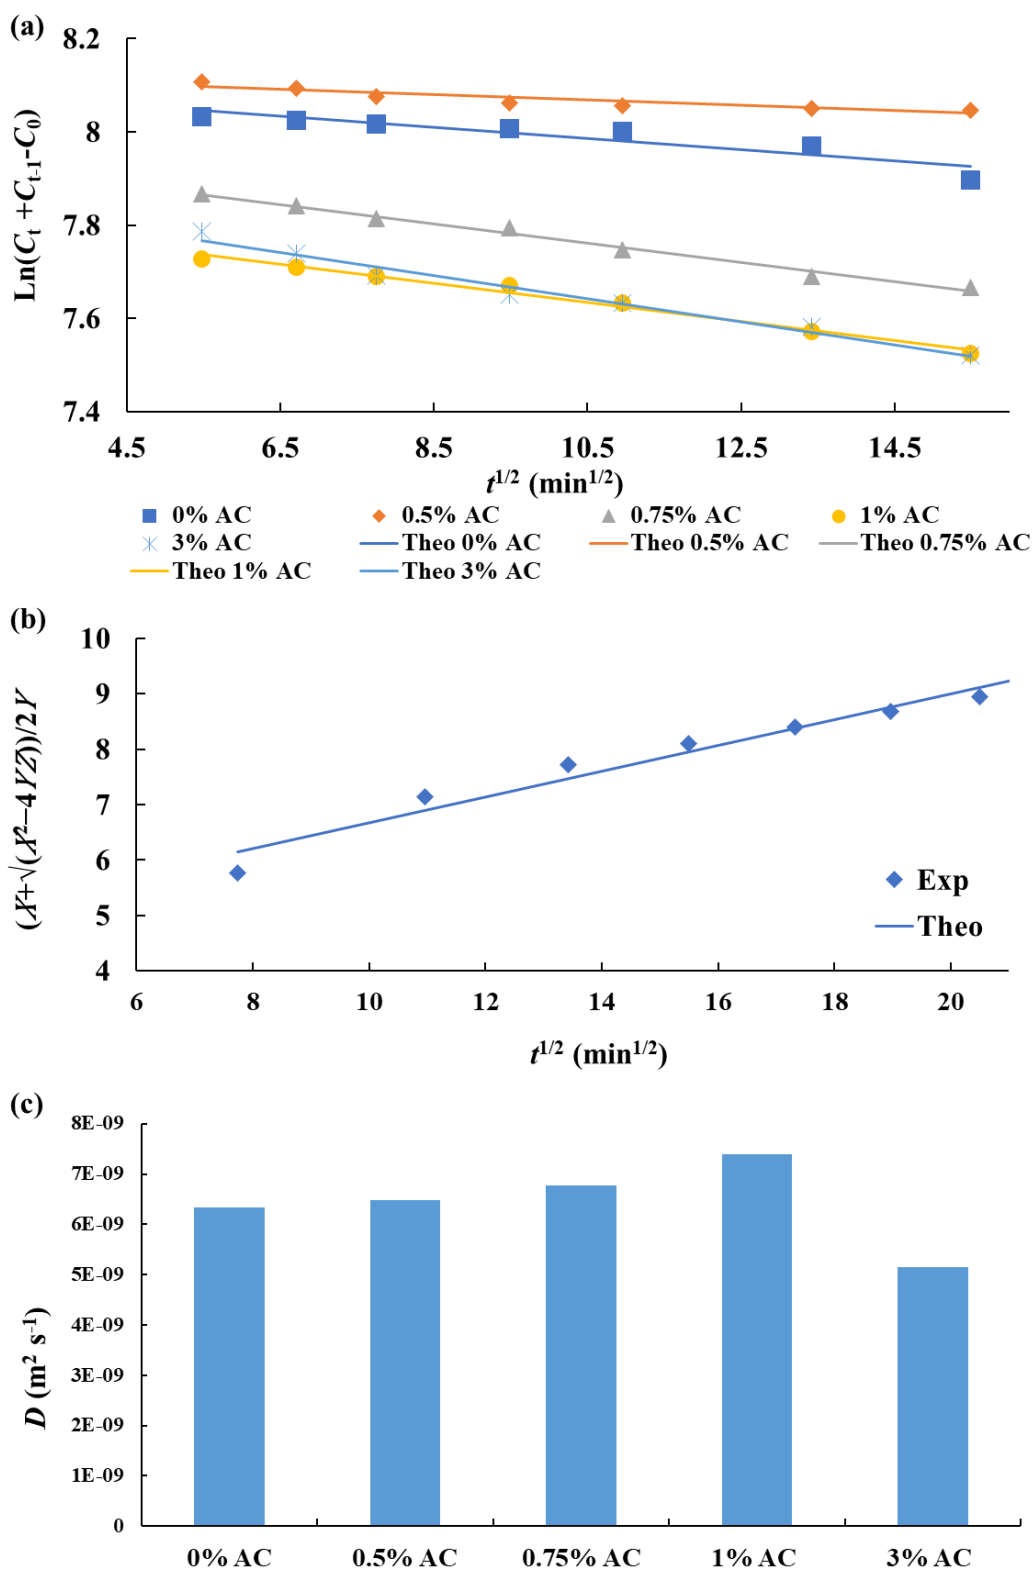 (a)
8.2
8
7.8
7.6
7.4
Ln(Ct +Ct-1-C0)
4.5 6.5 8.5 10.5 12.5 14.5
t1/2 (min1/2)
0% AC 0.5% AC 0.75% AC 1% AC
3% AC Theo 0% AC Theo 0.5% AC Theo 0.75% AC
Theo 1% AC Theo 3% AC
(b)
10
9
8
7
6
5
4
(X+√(X2−4YZ))/2Y
Exp
Theo
6 8 10 12 14 16 18 20
t1/2 (min1/2)
(c)
8E-09
7E-09
6E-09
5E-09
4E-09
3E-09
2E-09
1E-09
0
D (m2 s-1)
0% AC 0.5% AC 0.75% AC 1% AC 3% AC